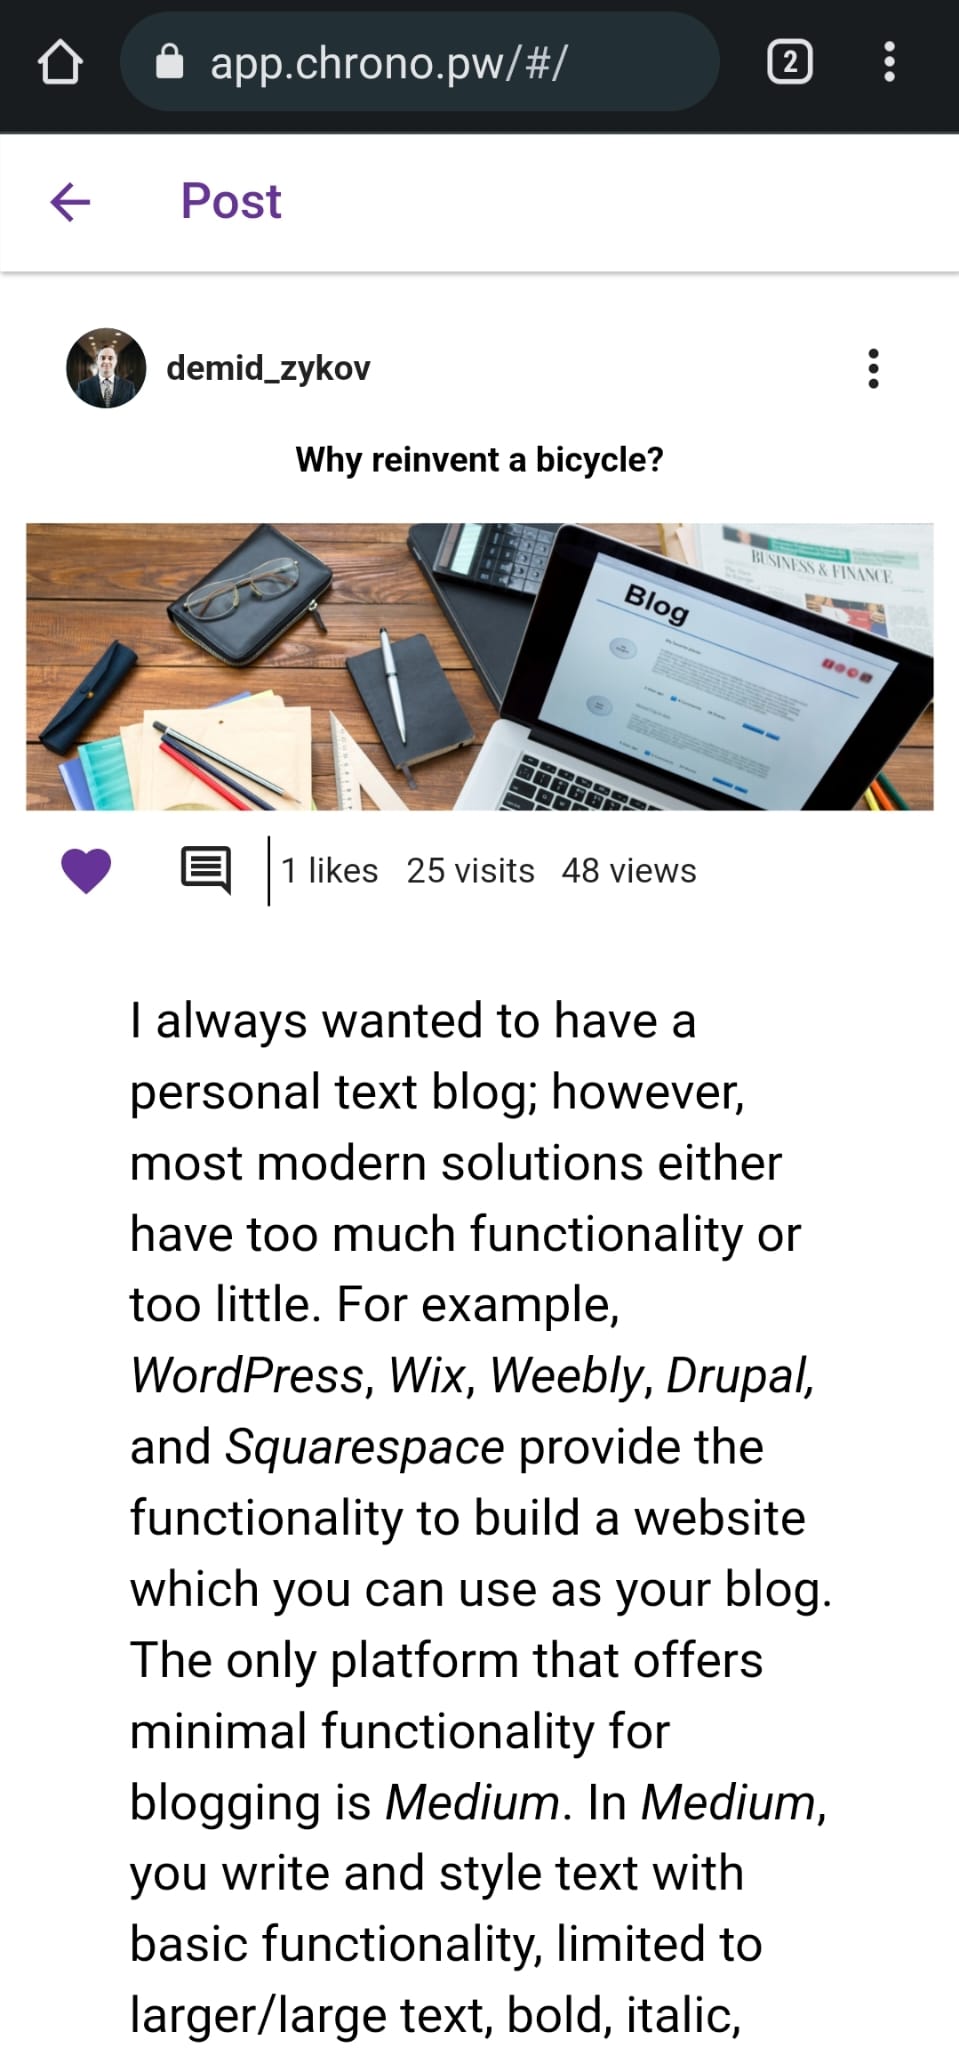 app.chrono.pw/#/
2
Post
demid_zykov
Why reinvent a bicycle?
BUSINESS & FINANCE
Blog
1 likes 25 visits 48 views
I always wanted to have a
personal text blog; however,
most modern solutions either
have too much functionality or
too little. For example,
WordPress, Wix, Weebly, Drupal,
and Squarespace provide the
functionality to build a website
which you can use as your blog.
The only platform that offers
minimal functionality for
blogging is Medium. In Medium,
you write and style text with
basic functionality, limited to
larger/large text, bold, italic,